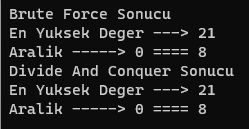 Brute Force Sonucu
En Yuksek Deger ---> 21
Aralik -----> 0 ==== 8
Divide And Conquer Sonucu
En Yuksek Deger ---> 21
Aralik -----> 0 ==== 8